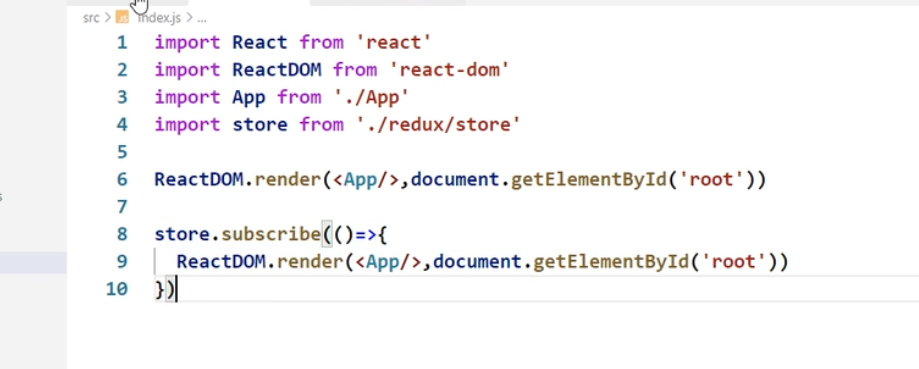 src > JS index.js > ...
1 import React from 'react'
2 import ReactDOM from 'react-dom'
3 import App from './App'
4 import store from './redux/store'
5
6 ReactDOM.render(<App/>,document.getElementById('root'))
7
8 store.subscribe(()=>{
9 ReactDOM.render(<App/>,document.getElementById('root'))
10 })
s